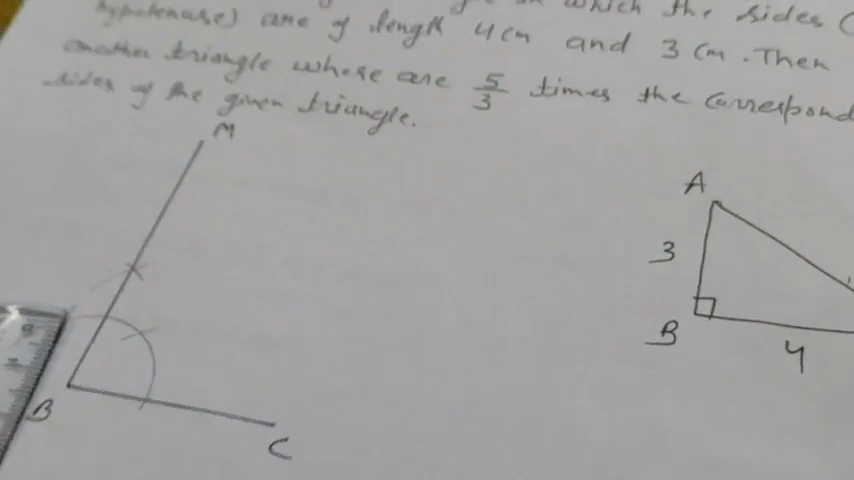 which the sides (
hypotenuse) are of length 4 cm and 3 cm. Then
another triangle whose are 5/3 times the correspond
sides of the given triangle.
M
A
3
B
4
B
C